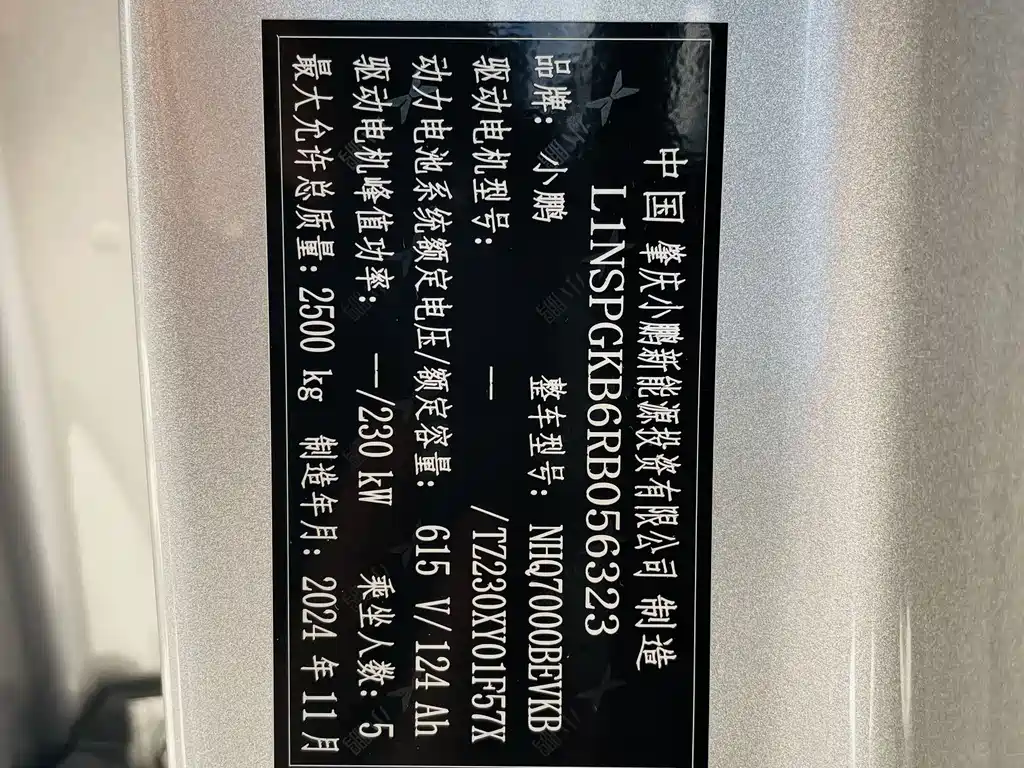 中国 肇庆小鹏新能源投资有限公司 制造
L1NSPGKB6RB056323
品牌: 小鹏 整车型号: NHQ7000BEVKB
驱动电机型号: — /TZ230XY01F57X
动力电池系统额定电压/额定容量: 615 V/124 Ah
驱动电机峰值功率: —/230 kW 乘坐人数: 5
最大允许总质量: 2500 kg 制造年月: 2024 年 11 月